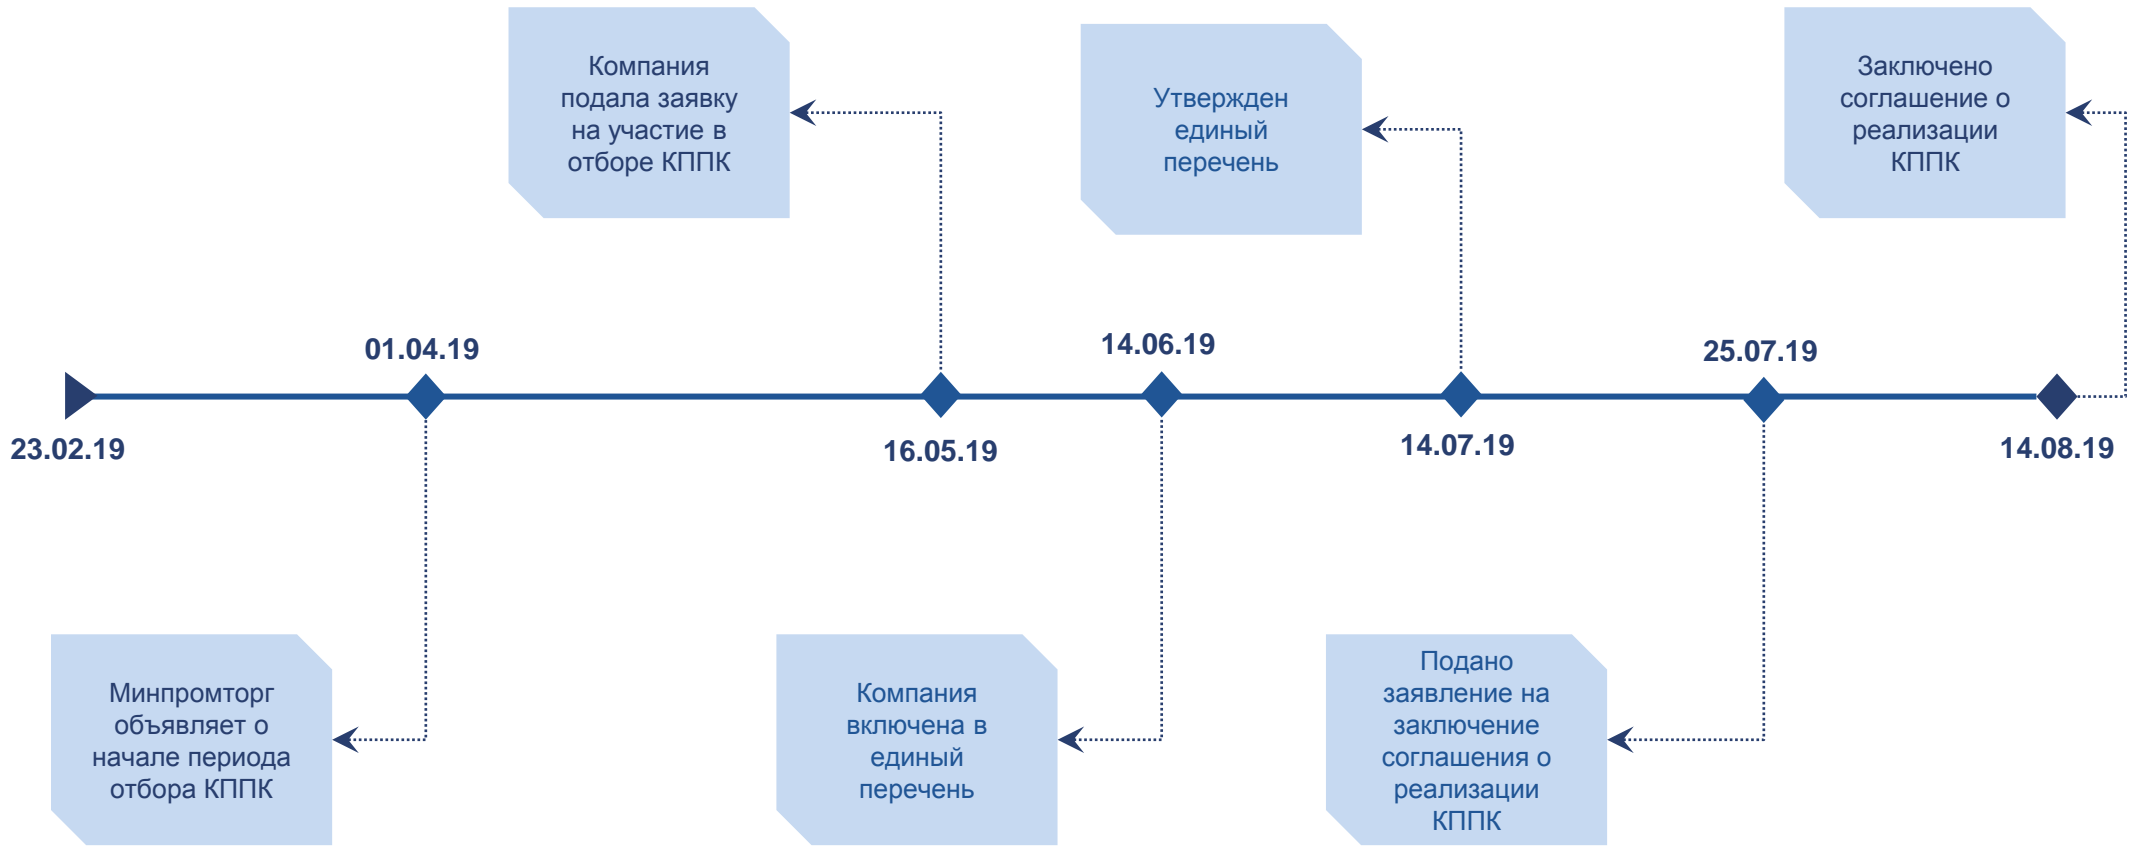 Компания
подала заявку
на участие в
отборе КППК
Утвержден
единый
перечень
Заключено
соглашение о
реализации
КППК
01.04.19
14.06.19
25.07.19
23.02.19
16.05.19
14.07.19
14.08.19
Минпромторг
объявляет о
начале периода
отбора КППК
Компания
включена в
единый
перечень
Подано
заявление на
заключение
соглашения о
реализации
КППК